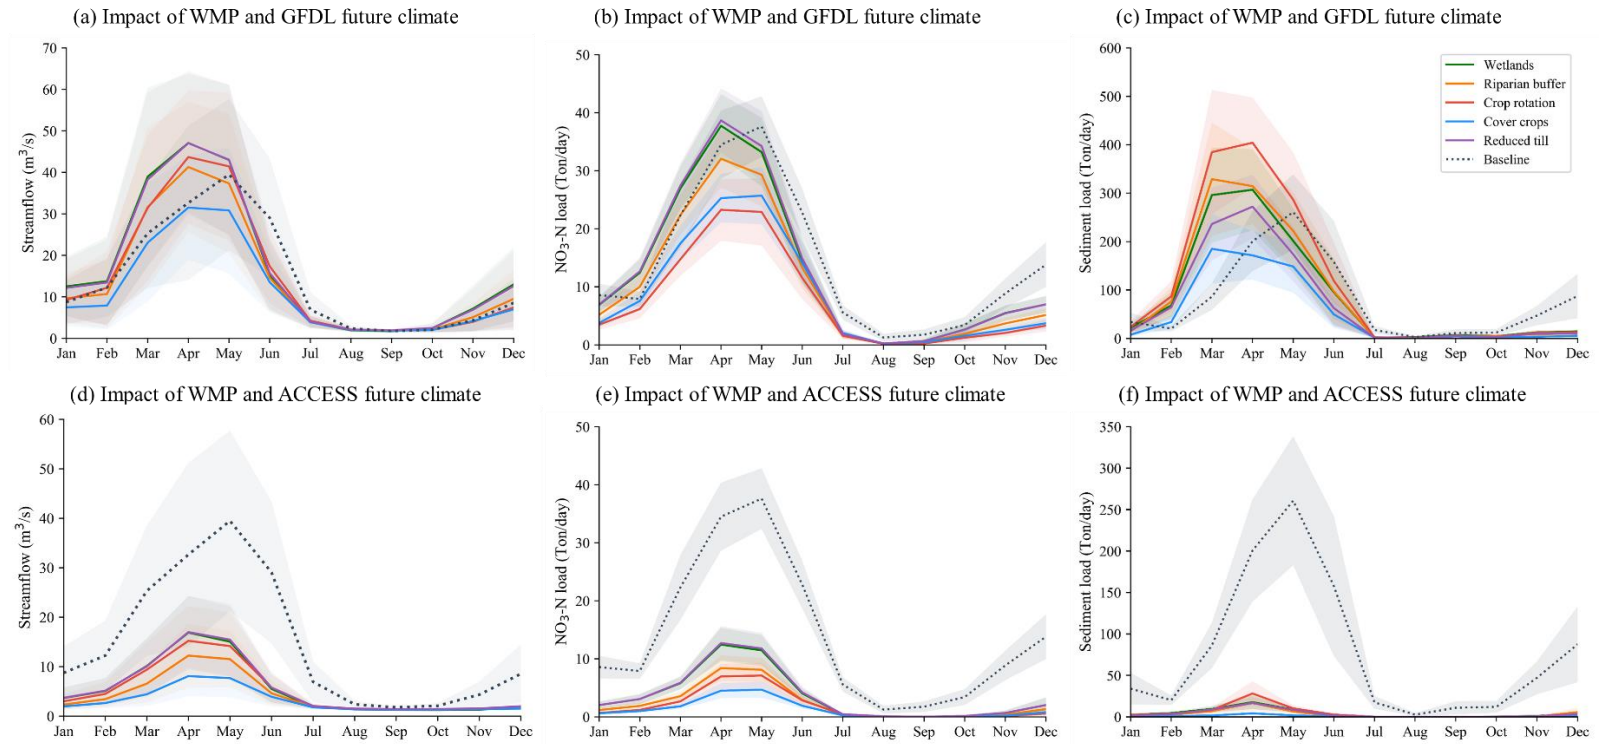 (a) Impact of WMP and GFDL future climate
(b) Impact of WMP and GFDL future climate
(c) Impact of WMP and GFDL future climate
Streamflow (m³/s)
70
60
50
40
30
20
10
0
Jan Feb Mar Apr May Jun Jul Aug Sep Oct Nov Dec
NO₃-N load (Ton/day)
50
40
30
20
10
0
Jan Feb Mar Apr May Jun Jul Aug Sep Oct Nov Dec
Sediment load (Ton/day)
600
500
400
300
200
100
0
Jan Feb Mar Apr May Jun Jul Aug Sep Oct Nov Dec
Wetlands
Riparian buffer
Crop rotation
Cover crops
Reduced till
Baseline
(d) Impact of WMP and ACCESS future climate
(e) Impact of WMP and ACCESS future climate
(f) Impact of WMP and ACCESS future climate
Streamflow (m³/s)
60
50
40
30
20
10
0
Jan Feb Mar Apr May Jun Jul Aug Sep Oct Nov Dec
NO₃-N load (Ton/day)
50
40
30
20
10
0
Jan Feb Mar Apr May Jun Jul Aug Sep Oct Nov Dec
Sediment load (Ton/day)
350
300
250
200
150
100
50
0
Jan Feb Mar Apr May Jun Jul Aug Sep Oct Nov Dec